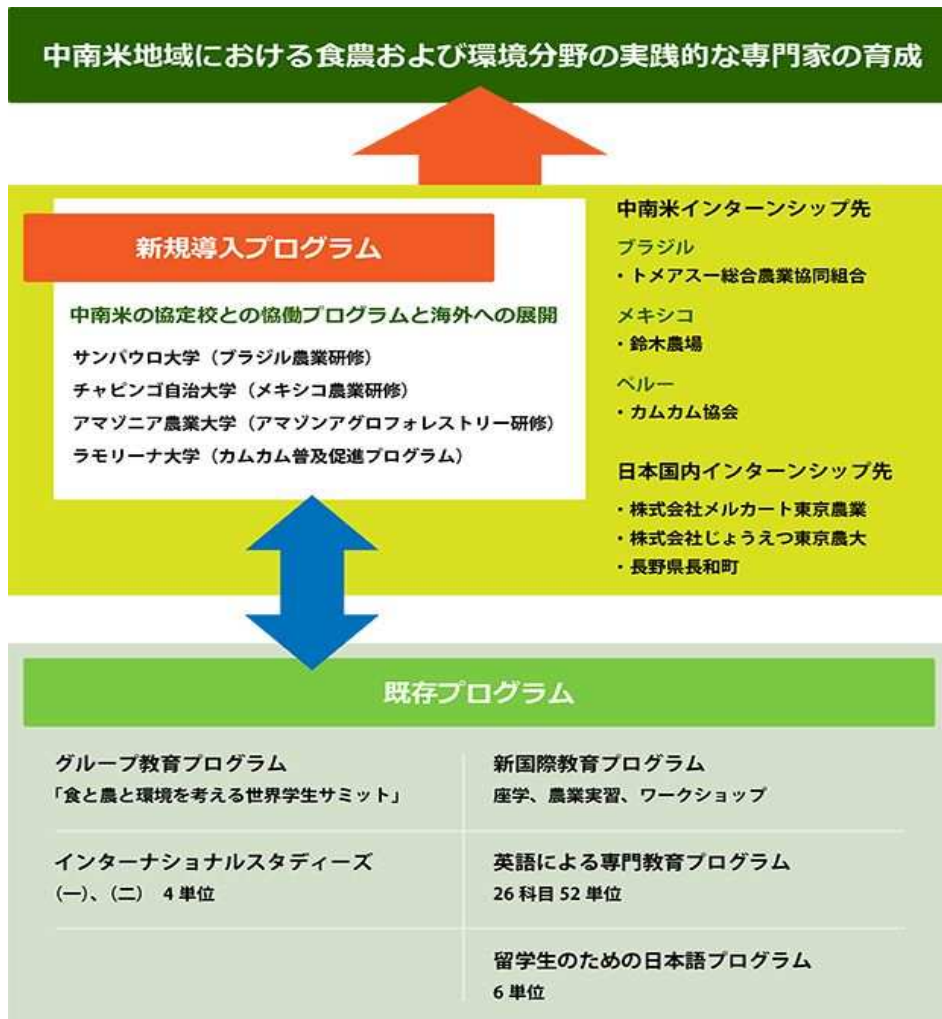 中南米地域における食農および環境分野の実践的な専門家の育成
新規導入プログラム
中南米の協定校との協働プログラムと海外への展開
サンパウロ大学（ブラジル農業研修）
チャピンゴ自治大学（メキシコ農業研修）
アマゾニア農業大学（アマゾンアグロフォレストリー研修）
ラモリーナ大学（カムカム普及促進プログラム）
中南米インターンシップ先
ブラジル
・トメアスー総合農業協同組合
メキシコ
・鈴木農場
ペルー
・カムカム協会
日本国内インターンシップ先
・株式会社メルカート東京農業
・株式会社じょうえつ東京農大
・長野県長和町
既存プログラム
グループ教育プログラム
「食と農と環境を考える世界学生サミット」
インターナショナルスタディーズ
（一）、（二） 4 単位
新国際教育プログラム
座学、農業実習、ワークショップ
英語による専門教育プログラム
26 科目 52 単位
留学生のための日本語プログラム
6 単位